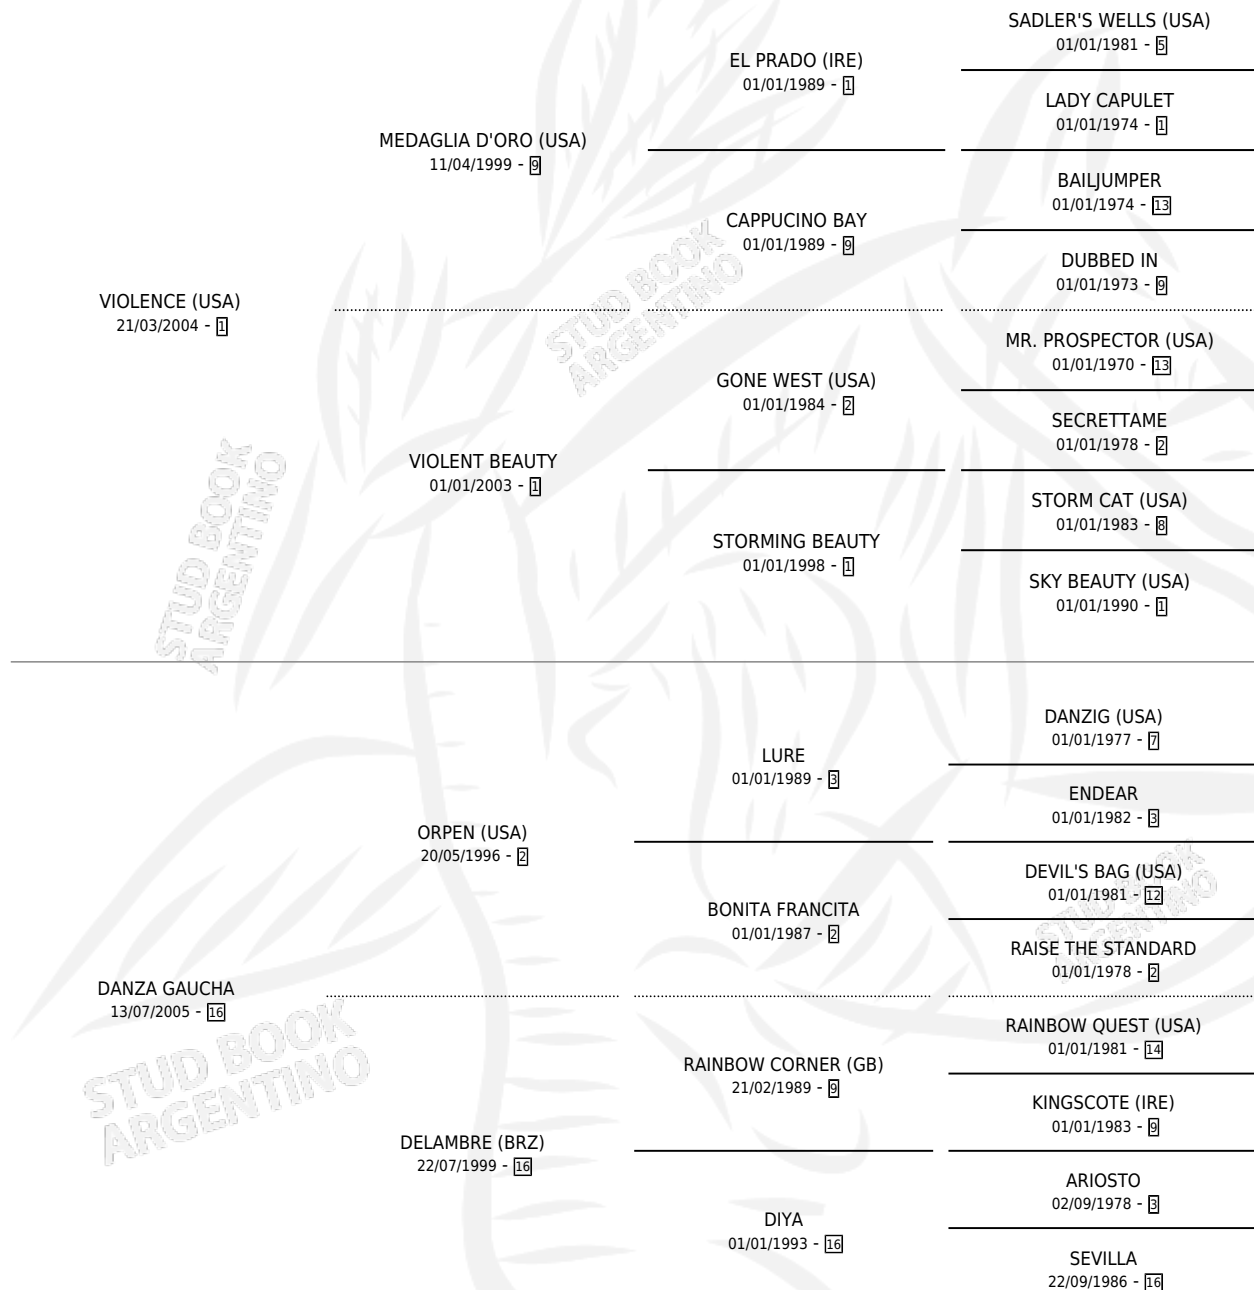 SADLER'S WELLS (USA)
01/01/1981 - 5
EL PRADO (IRE)
01/01/1989 - 1
LADY CAPULET
01/01/1974 - 1
MEDAGLIA D'ORO (USA)
11/04/1999 - 9
BAILJUMPER
01/01/1974 - 13
CAPPUCINO BAY
01/01/1989 - 9
DUBBED IN
01/01/1973 - 9
VIOLENCE (USA)
21/03/2004 - 1
MR. PROSPECTOR (USA)
01/01/1970 - 13
GONE WEST (USA)
01/01/1984 - 2
SECRETTAME
01/01/1978 - 2
VIOLENT BEAUTY
01/01/2003 - 1
STORM CAT (USA)
01/01/1983 - 8
STORMING BEAUTY
01/01/1998 - 1
SKY BEAUTY (USA)
01/01/1990 - 1
DANZIG (USA)
01/01/1977 - 7
LURE
01/01/1989 - 3
ENDEAR
01/01/1982 - 3
ORPEN (USA)
20/05/1996 - 2
DEVIL'S BAG (USA)
01/01/1981 - 12
BONITA FRANCITA
01/01/1987 - 2
RAISE THE STANDARD
01/01/1978 - 2
DANZA GAUCHA
13/07/2005 - 16
RAINBOW QUEST (USA)
01/01/1981 - 14
RAINBOW CORNER (GB)
21/02/1989 - 9
KINGSCOTE (IRE)
01/01/1983 - 9
DELAMBRE (BRZ)
22/07/1999 - 16
ARIOSTO
02/09/1978 - 3
DIYA
01/01/1993 - 16
SEVILLA
22/09/1986 - 16
STUD BOOK
ARGENTINO
STUD BOOK
ARGENTINO
STUD BOOK
ARGENTINO
STUD BOOK
ARGENTINO